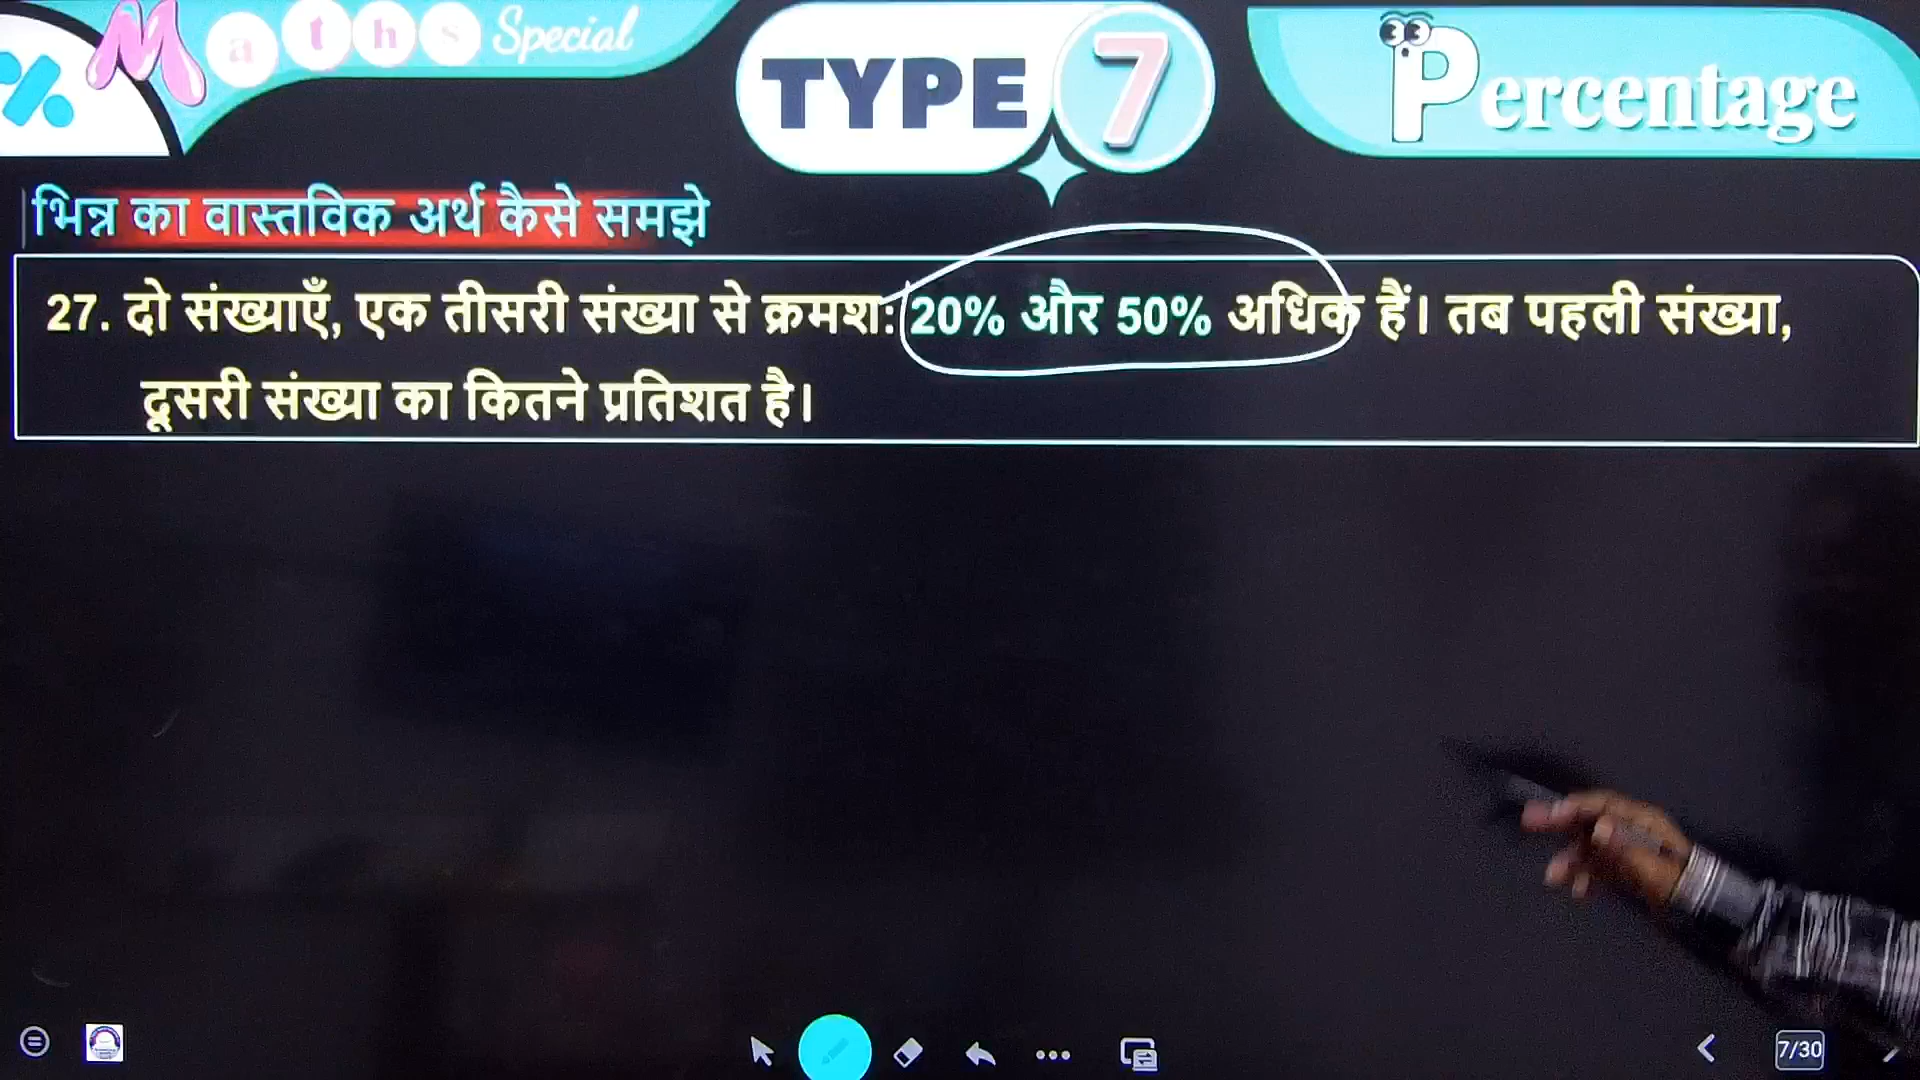 Maths Special
TYPE 7
Percentage
भिन्न का वास्तविक अर्थ कैसे समझे
27. दो संख्याएँ, एक तीसरी संख्या से क्रमश: 20% और 50% अधिक हैं। तब पहली संख्या,
दूसरी संख्या का कितने प्रतिशत है।
7/30